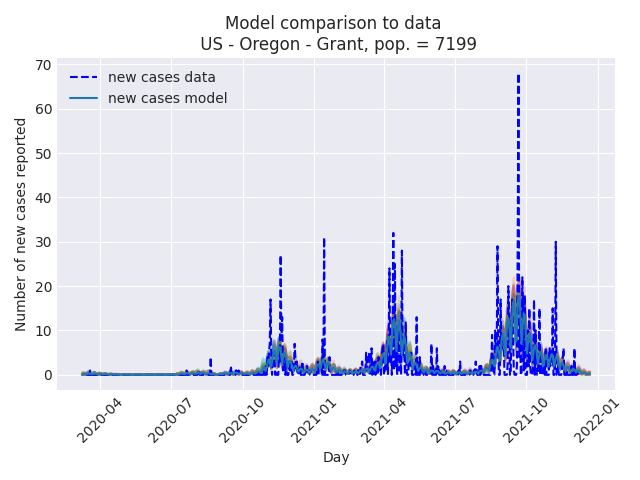 Model comparison to data
US - Oregon - Grant, pop. = 7199
new cases data
new cases model
Number of new cases reported
70
60
50
40
30
20
10
0
2020-04
2020-07
2020-10
2021-01
2021-04
2021-07
2021-10
2022-01
Day